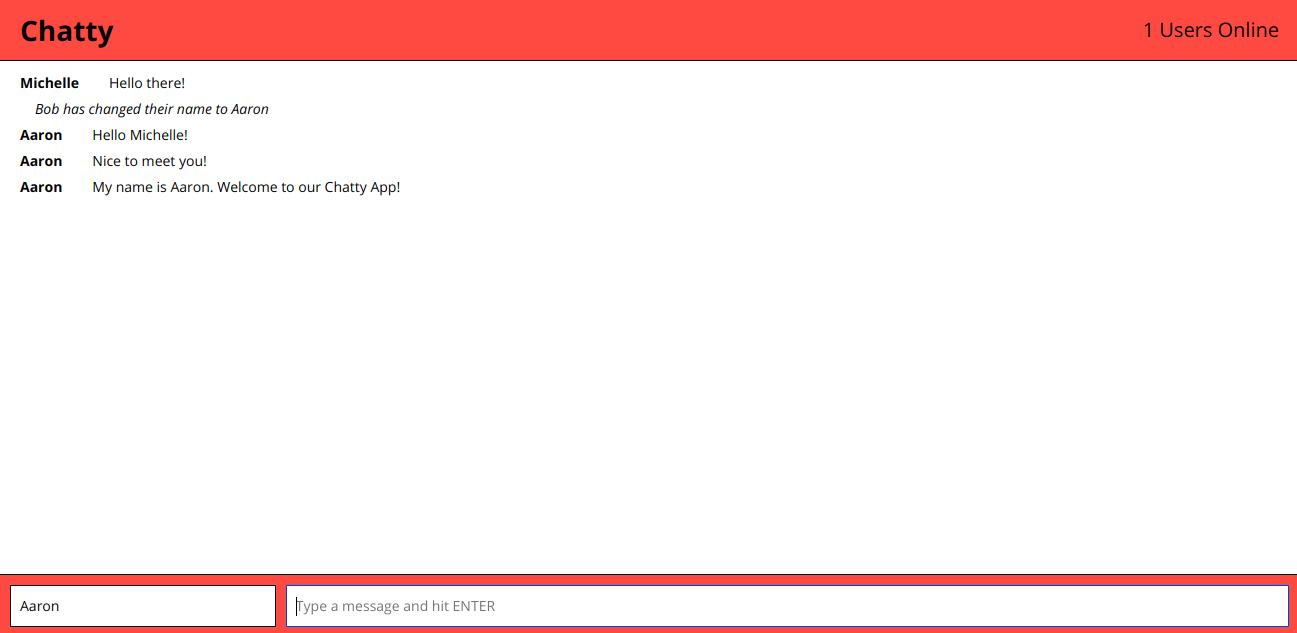 Chatty
1 Users Online
Michelle Hello there!
Bob has changed their name to Aaron
Aaron Hello Michelle!
Aaron Nice to meet you!
Aaron My name is Aaron. Welcome to our Chatty App!
Aaron
Type a message and hit ENTER